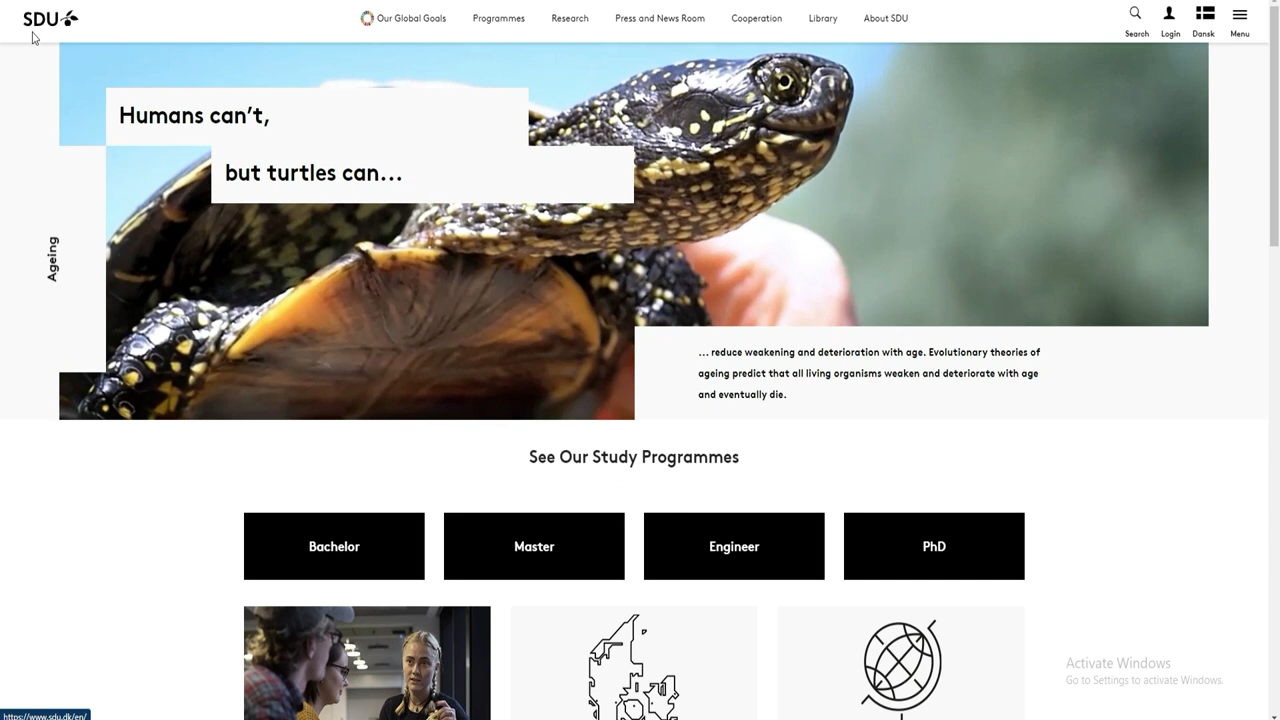 SDU
Our Global Goals
Programmes
Research
Press and News Room
Cooperation
Library
About SDU
Search
Login
Dansk
Menu
Humans can't,
but turtles can...
Ageing
... reduce weakening and deterioration with age. Evolutionary theories of
ageing predict that all living organisms weaken and deteriorate with age
and eventually die.
See Our Study Programmes
Bachelor
Master
Engineer
PhD
Activate Windows
Go to Settings to activate Windows.
https://www.sdu.dk/en/